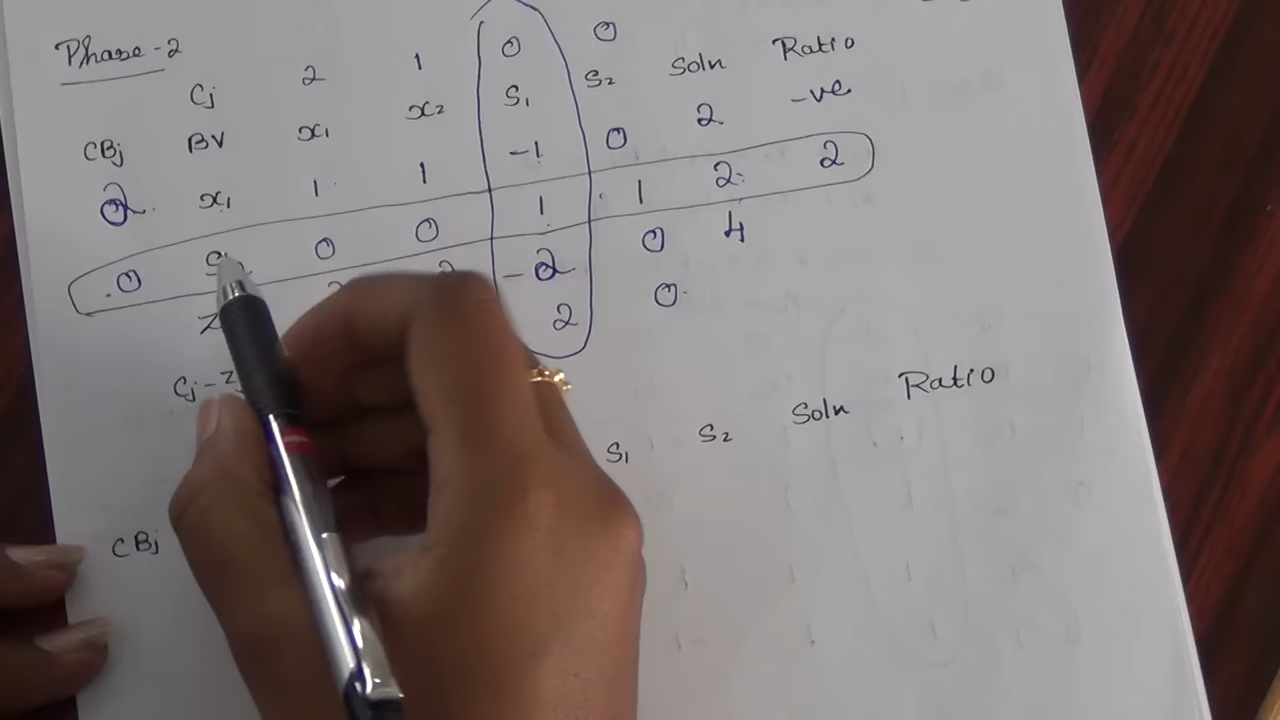 Phase-2
Cj 2 1 0 0
CBj BV x₁ x₂ S₁ S₂ Soln Ratio
2 x₁ 1 1 -1 0 2 -ve
0 0 0 1 1 2 2
-2 0 4
Cj-Zj 2 0
CBj S₁ S₂ Soln Ratio